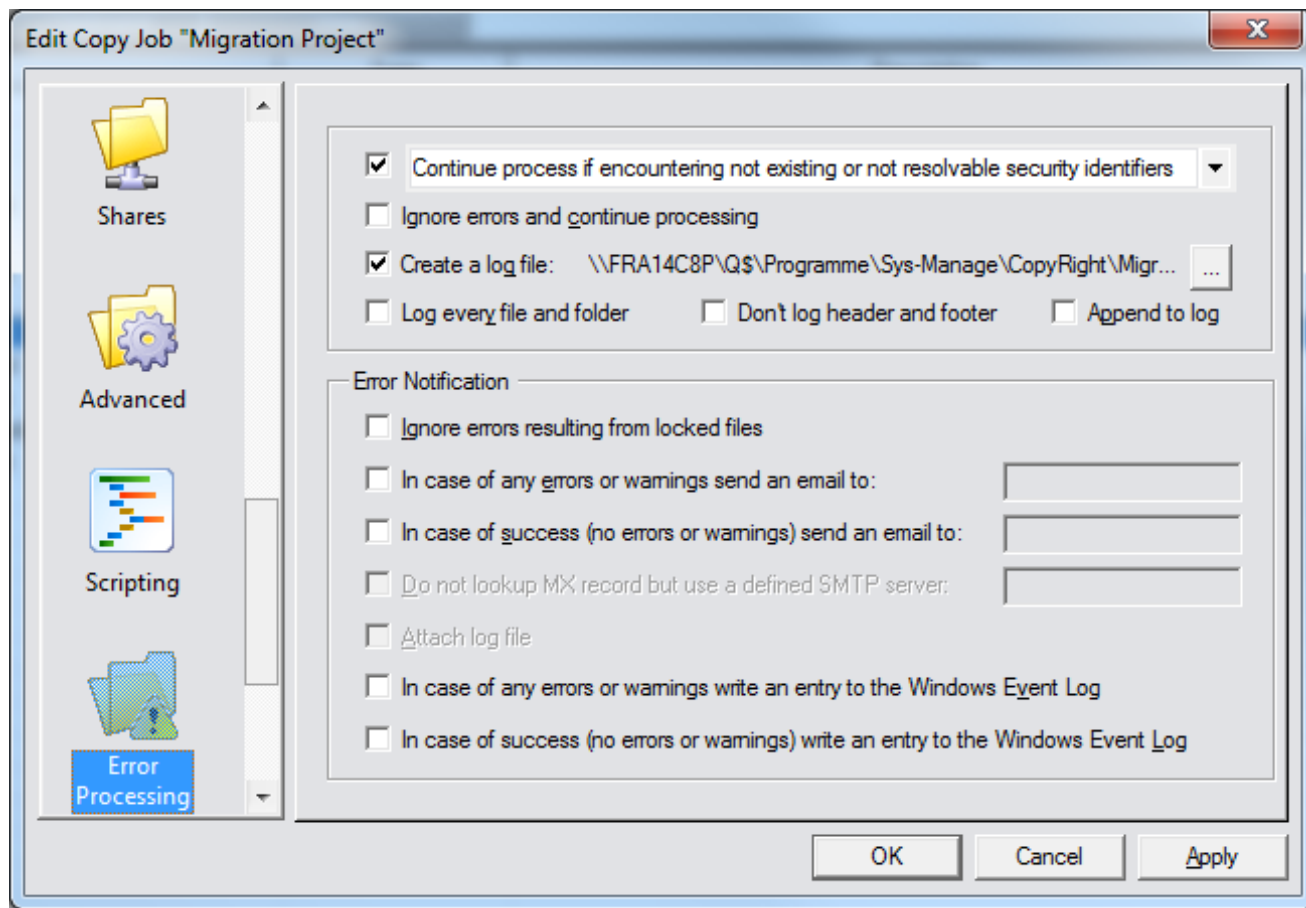 Edit Copy Job "Migration Project"
Shares
Advanced
Scripting
Error
Processing
Continue process if encountering not existing or not resolvable security identifiers
Ignore errors and continue processing
Create a log file: \\FRA14C8P\Q$\Programme\Sys-Manage\CopyRight\Migr... ...
Log every file and folder Don't log header and footer Append to log
Error Notification
Ignore errors resulting from locked files
In case of any errors or warnings send an email to:
In case of success (no errors or warnings) send an email to:
Do not lookup MX record but use a defined SMTP server:
Attach log file
In case of any errors or warnings write an entry to the Windows Event Log
In case of success (no errors or warnings) write an entry to the Windows Event Log
OK Cancel Apply